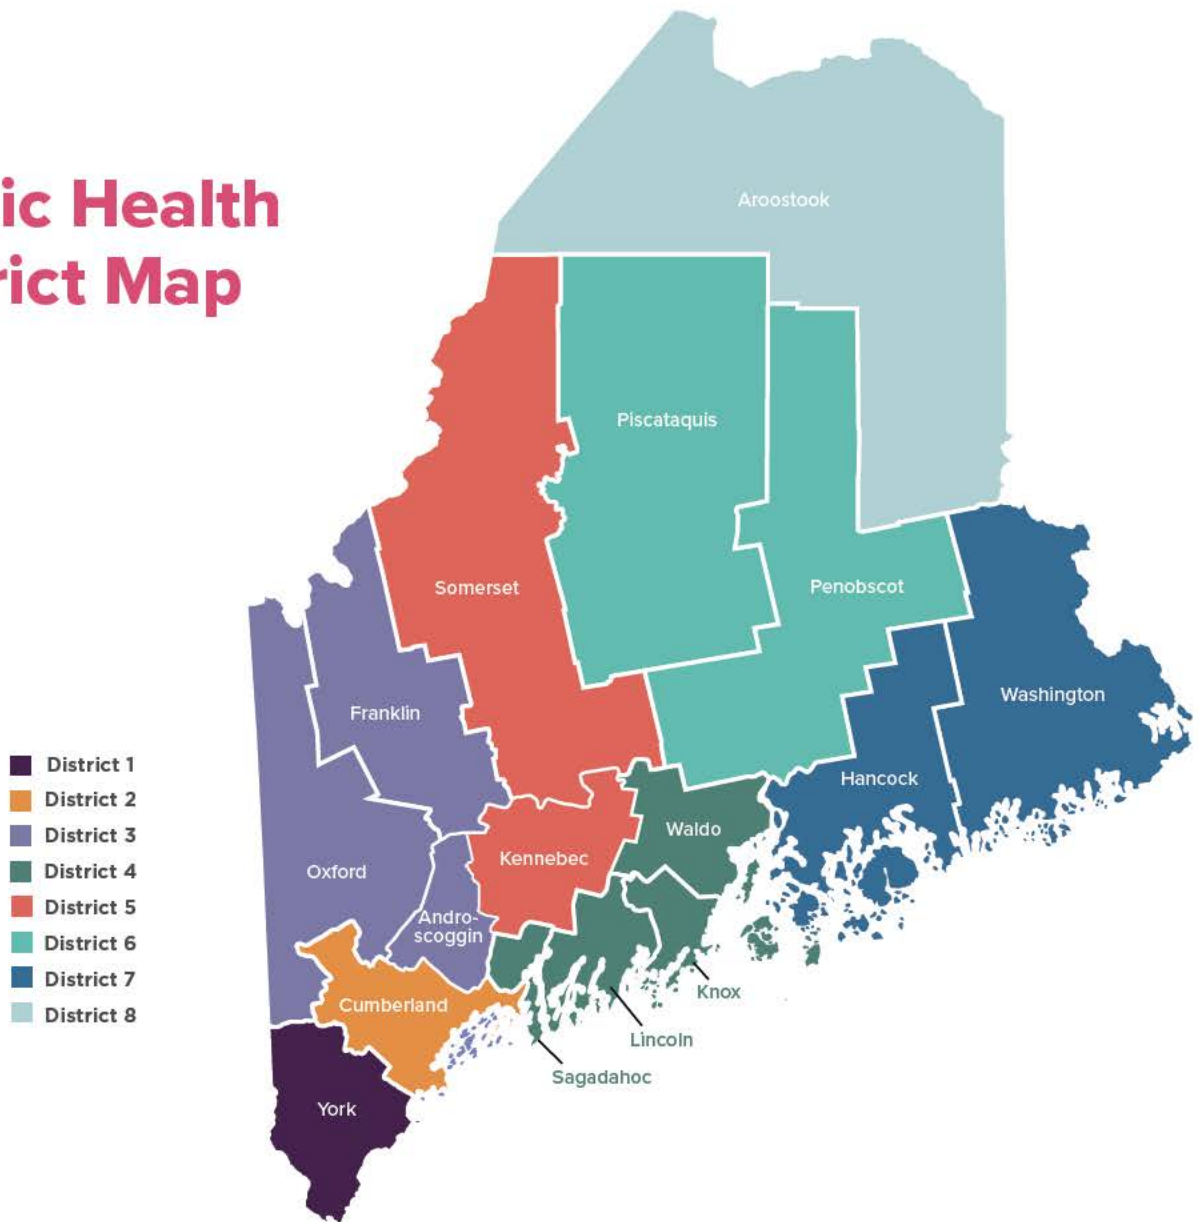 ic Health
rict Map
Aroostook
Piscataquis
Somerset
Penobscot
Franklin
Washington
Hancock
Waldo
Kennebec
Oxford
Andro-
scoggin
Cumberland
Knox
Lincoln
Sagadahoc
York
District 1
District 2
District 3
District 4
District 5
District 6
District 7
District 8